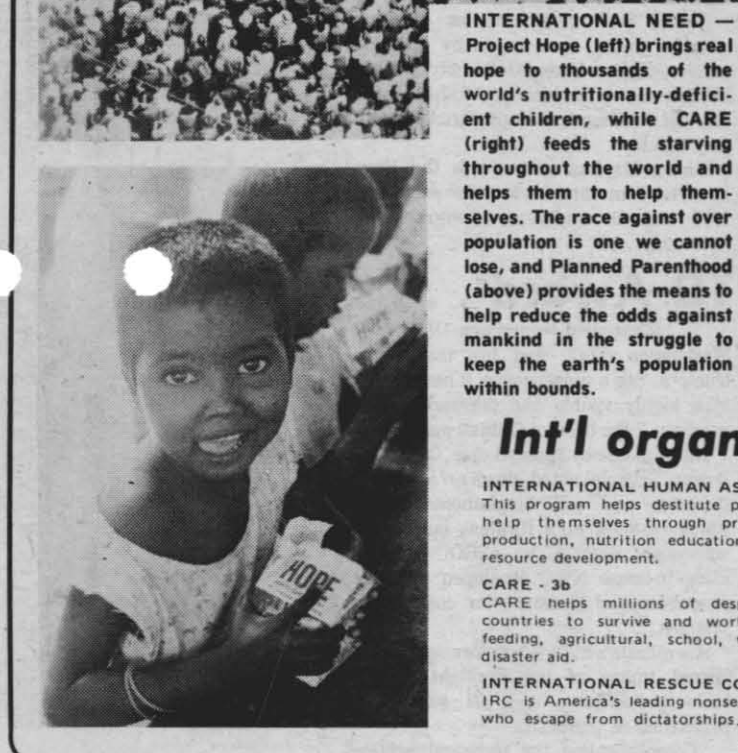 INTERNATIONAL NEED —
Project Hope (left) brings real
hope to thousands of the
world's nutritionally-defici-
ent children, while CARE
(right) feeds the starving
throughout the world and
helps them to help them-
selves. The race against over
population is one we cannot
lose, and Planned Parenthood
(above) provides the means to
help reduce the odds against
mankind in the struggle to
keep the earth's population
within bounds.
HOPE
HOPE
Int'l organ
INTERNATIONAL HUMAN AS
This program helps destitute p
help themselves through pr
production, nutrition education
resource development.
CARE - 3b
CARE helps millions of des
countries to survive and wor
feeding, agricultural, school,
disaster aid.
INTERNATIONAL RESCUE CO
IRC is America's leading nonse
who escape from dictatorships,